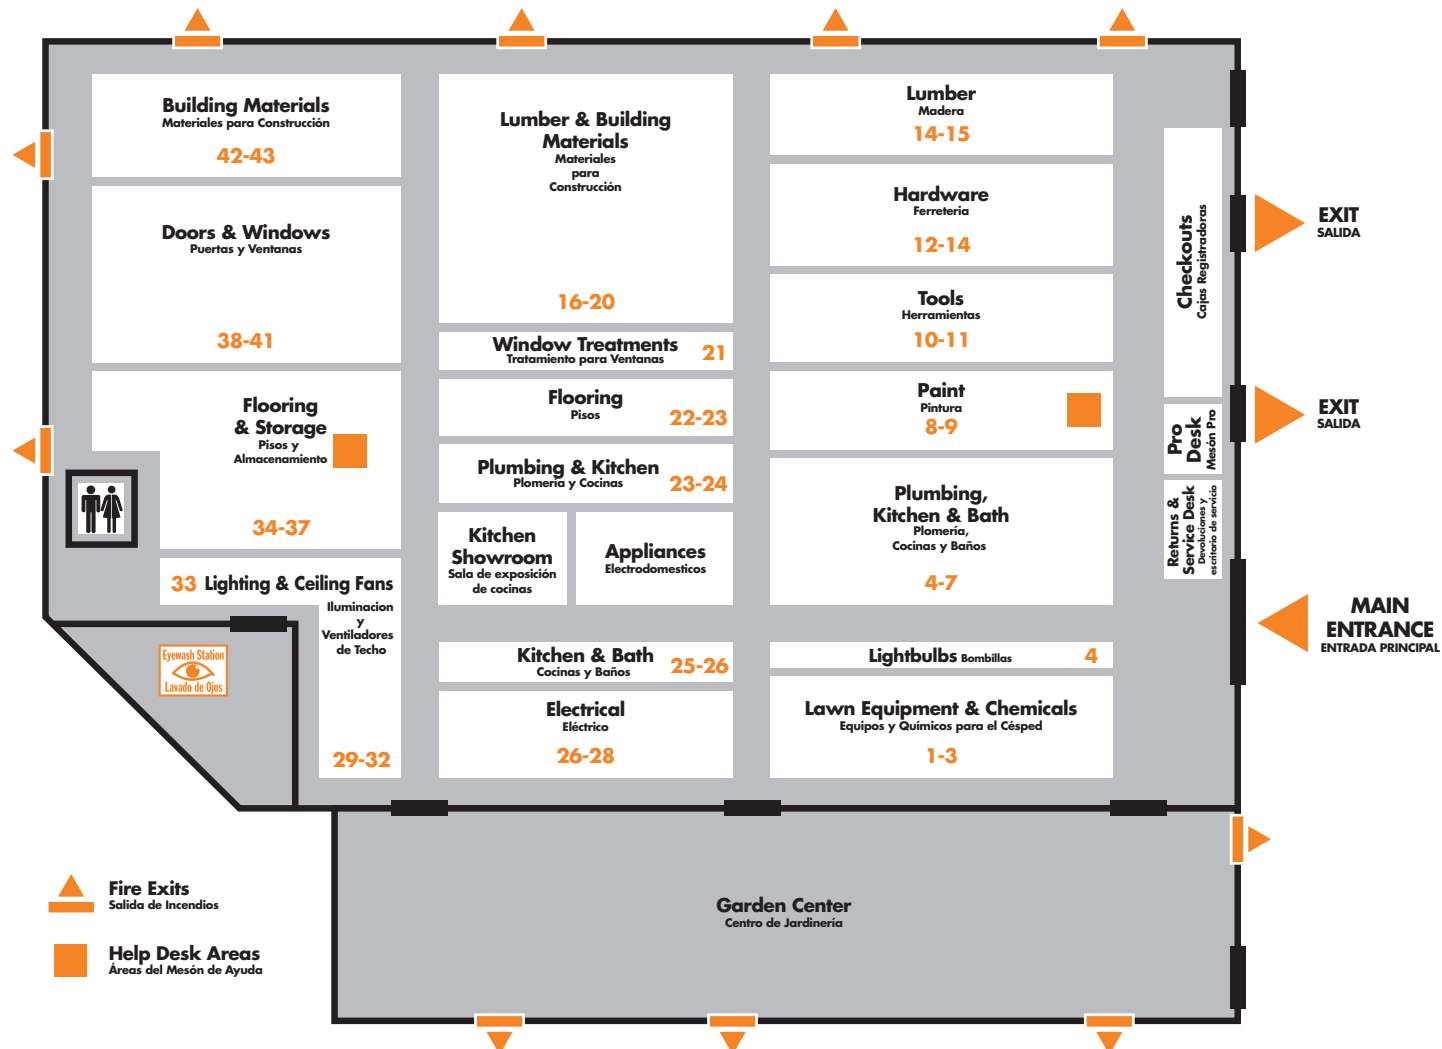 Building Materials
Materiales para Construcción
42-43
Doors & Windows
Puertas y Ventanas
38-41
Flooring
& Storage
Pisos y
Almacenamiento
34-37
33 Lighting & Ceiling Fans
Iluminacion
y
Ventiladores
de Techo
29-32
Eyewash Station
Lavado de Ojos
Lumber & Building
Materials
Materiales
para
Construcción
16-20
Window Treatments
Tratamiento para Ventanas
21
Flooring
Pisos
22-23
Plumbing & Kitchen
Plomería y Cocinas
23-24
Kitchen
Showroom
Sala de exposición
de cocinas
Appliances
Electrodomesticos
Kitchen & Bath
Cocinas y Baños
25-26
Electrical
Eléctrico
26-28
Lumber
Madera
14-15
Hardware
Ferreteria
12-14
Tools
Herramientas
10-11
Paint
Pintura
8-9
Plumbing,
Kitchen & Bath
Plomería,
Cocinas y Baños
4-7
Lightbulbs Bombillas 4
Lawn Equipment & Chemicals
Equipos y Químicos para el Césped
1-3
Checkouts
Cajas Registradoras
Pro
Desk
Mesón Pro
Returns &
Service Desk
Devoluciones y
escritorio de servicio
EXIT
SALIDA
EXIT
SALIDA
MAIN
ENTRANCE
ENTRADA PRINCIPAL
Garden Center
Centro de Jardinería
Fire Exits
Salida de Incendios
Help Desk Areas
Áreas del Mesón de Ayuda